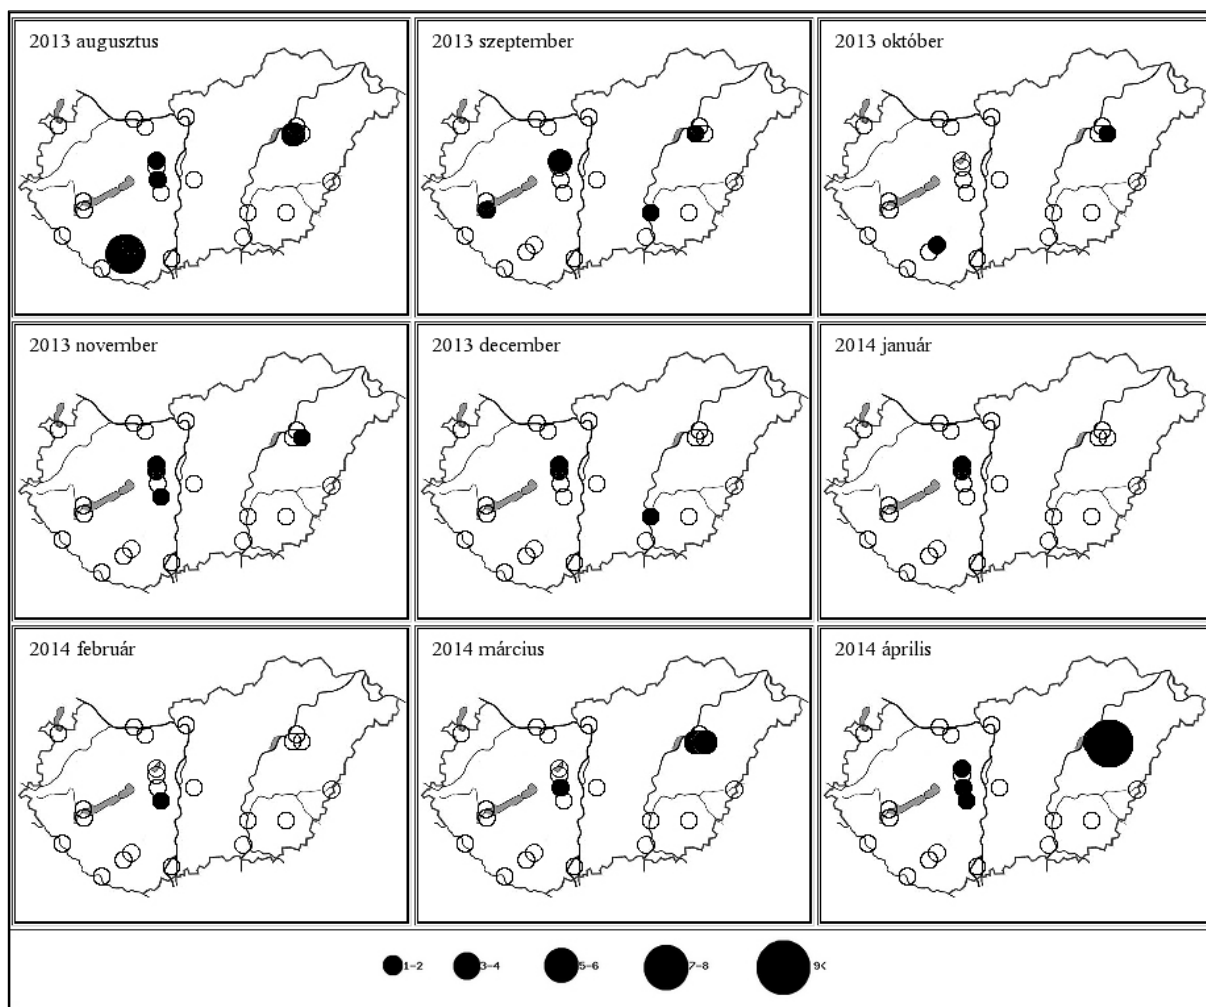 2013 augusztus
2013 szeptember
2013 október
2013 november
2013 december
2014 január
2014 február
2014 március
2014 április
1-2 3-4 5-6 7-8 9<